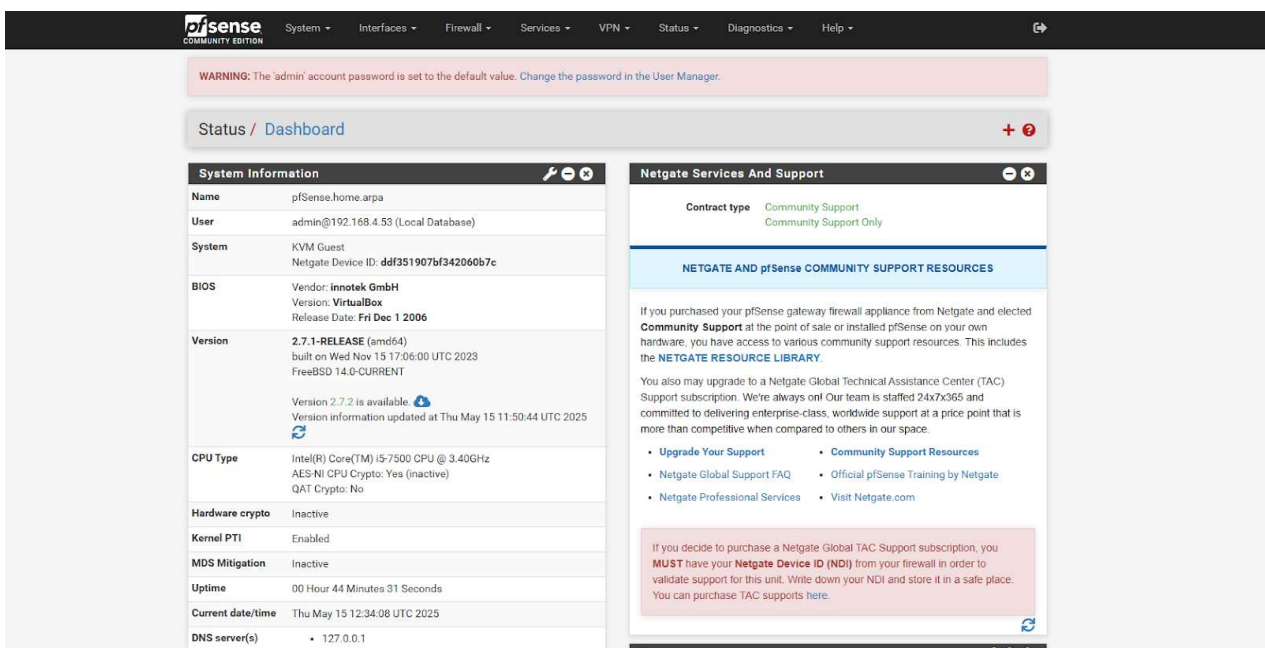 pfsense
COMMUNITY EDITION
System
Interfaces
Firewall
Services
VPN
Status
Diagnostics
Help
WARNING: The 'admin' account password is set to the default value. Change the password in the User Manager.
Status / Dashboard
System Information
Name pfSense.home.arpa
User admin@192.168.4.53 (Local Database)
System KVM Guest
Netgate Device ID: ddf351907bf342060b7c
BIOS Vendor: innotek GmbH
Version: VirtualBox
Release Date: Fri Dec 1 2006
Version 2.7.1-RELEASE (amd64)
built on Wed Nov 15 17:06:00 UTC 2023
FreeBSD 14.0-CURRENT
Version 2.7.2 is available.
Version information updated at Thu May 15 11:50:44 UTC 2025
CPU Type Intel(R) Core(TM) i5-7500 CPU @ 3.40GHz
AES-NI CPU Crypto: Yes (inactive)
QAT Crypto: No
Hardware crypto Inactive
Kernel PTI Enabled
MDS Mitigation Inactive
Uptime 00 Hour 44 Minutes 31 Seconds
Current date/time Thu May 15 12:34:08 UTC 2025
DNS server(s) • 127.0.0.1
Netgate Services And Support
Contract type Community Support
Community Support Only
NETGATE AND pfSense COMMUNITY SUPPORT RESOURCES
If you purchased your pfSense gateway firewall appliance from Netgate and elected
Community Support at the point of sale or installed pfSense on your own
hardware, you have access to various community support resources. This includes
the NETGATE RESOURCE LIBRARY.
You also may upgrade to a Netgate Global Technical Assistance Center (TAC)
Support subscription. We're always on! Our team is staffed 24x7x365 and
committed to delivering enterprise-class, worldwide support at a price point that is
more than competitive when compared to others in our space.
• Upgrade Your Support • Community Support Resources
• Netgate Global Support FAQ • Official pfSense Training by Netgate
• Netgate Professional Services • Visit Netgate.com
If you decide to purchase a Netgate Global TAC Support subscription, you
MUST have your Netgate Device ID (NDI) from your firewall in order to
validate support for this unit. Write down your NDI and store it in a safe place.
You can purchase TAC supports here.